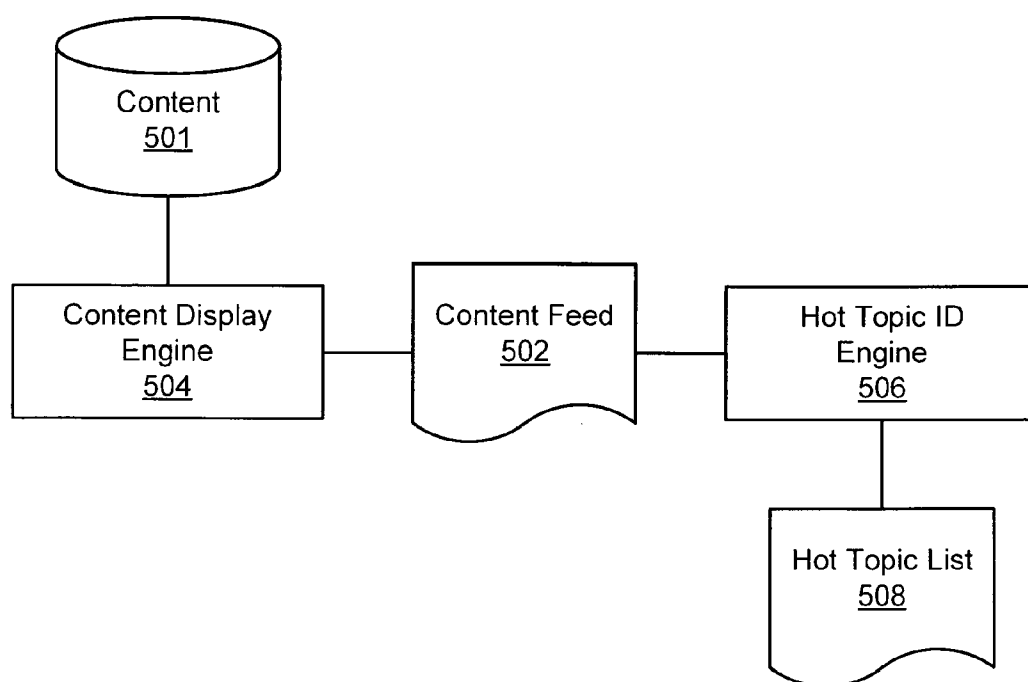 Content
501
Content Display
Engine
504
Content Feed
502
Hot Topic ID
Engine
506
Hot Topic List
508